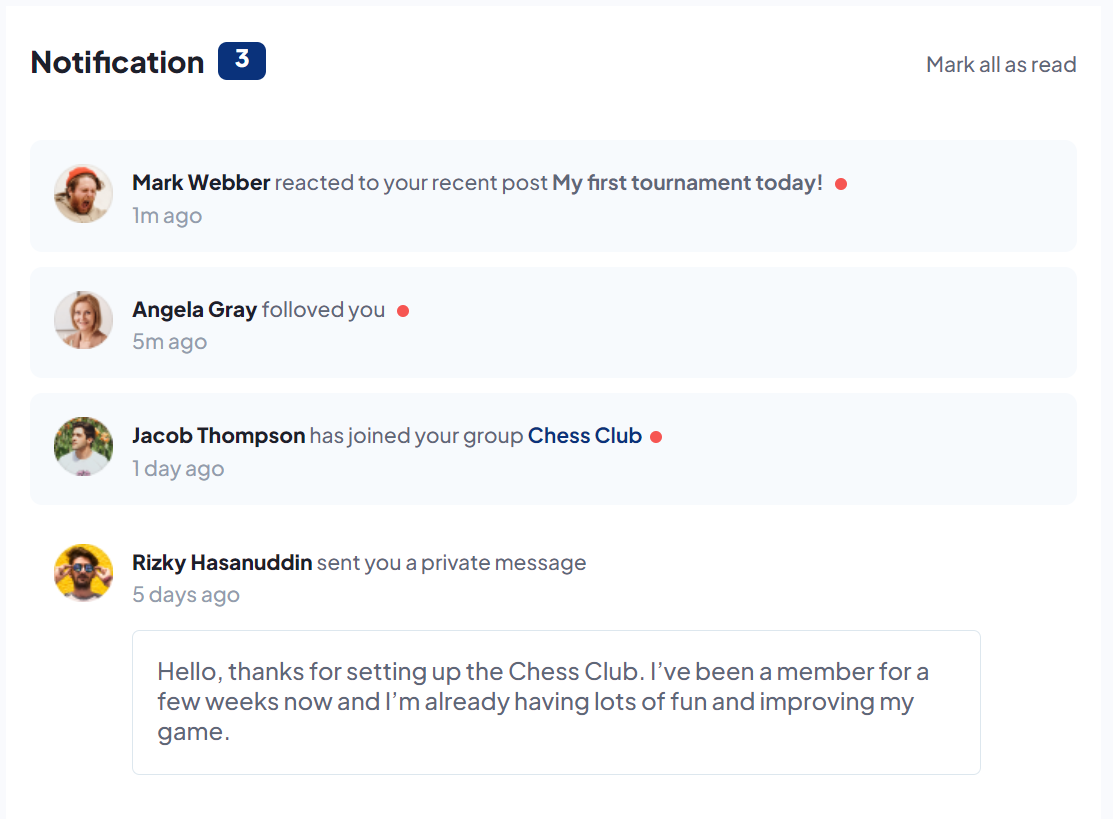 Notification 3
Mark all as read
Mark Webber reacted to your recent post My first tournament today!
1m ago
Angela Gray followed you
5m ago
Jacob Thompson has joined your group Chess Club
1 day ago
Rizky Hasanuddin sent you a private message
5 days ago
Hello, thanks for setting up the Chess Club. I’ve been a member for a
few weeks now and I’m already having lots of fun and improving my
game.